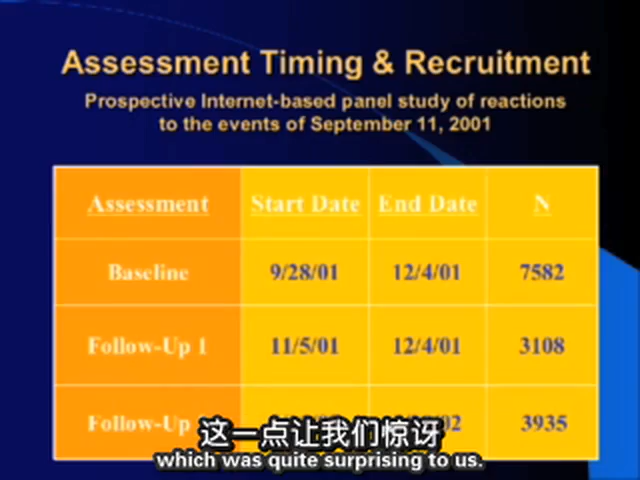 Assessment Timing & Recruitment
Prospective Internet-based panel study of reactions
to the events of September 11, 2001
Assessment Start Date End Date N
Baseline 9/28/01 12/4/01 7582
Follow-Up 1 11/5/01 12/4/01 3108
Follow-Up 3935
这一点让我们惊讶
which was quite surprising to us.